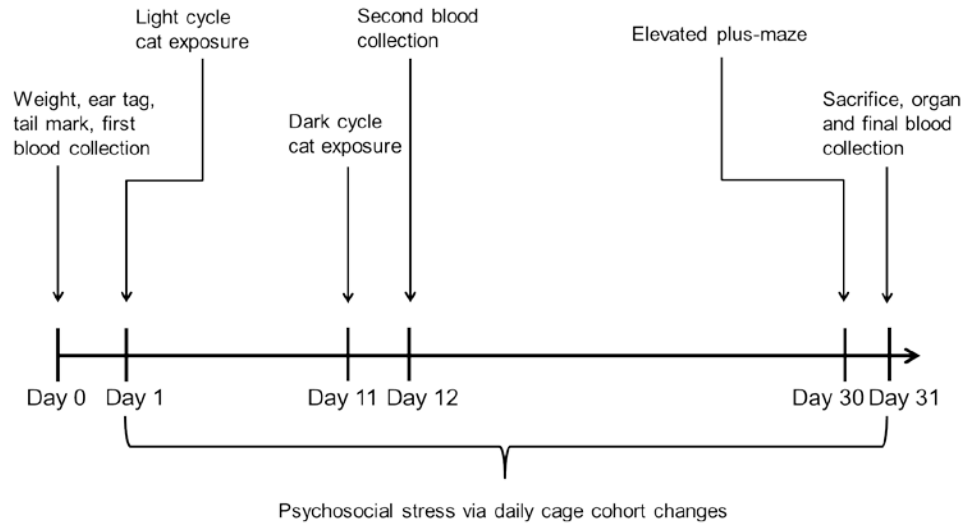 Light cycle
cat exposure
Second blood
collection
Elevated plus-maze
Weight, ear tag,
tail mark, first
blood collection
Dark cycle
cat exposure
Sacrifice, organ
and final blood
collection
Day 0
Day 1
Day 11
Day 12
Day 30
Day 31
Psychosocial stress via daily cage cohort changes